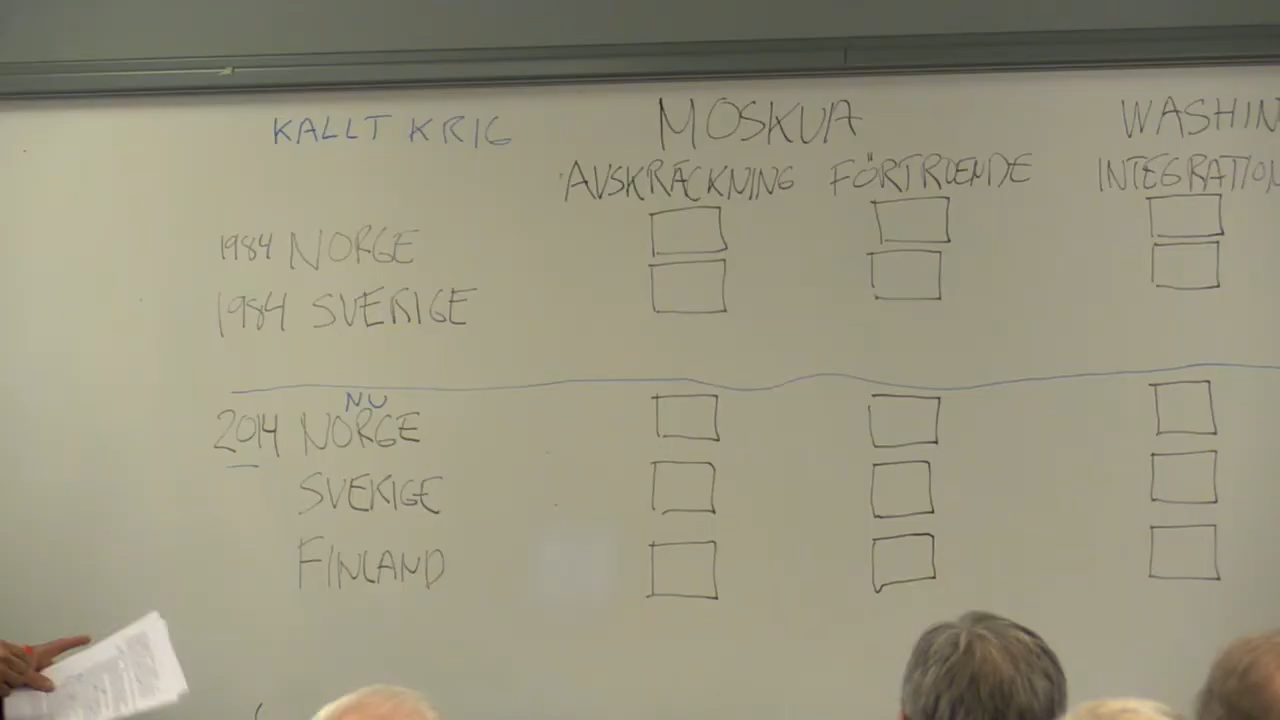 KALLT KRIG MOSKVA WASHIN
AVSKRÄCKNING FÖRTROENDE INTEGRATION
1984 NORGE
1984 SVERIGE
NU
2014 NORGE
SVERIGE
FINLAND